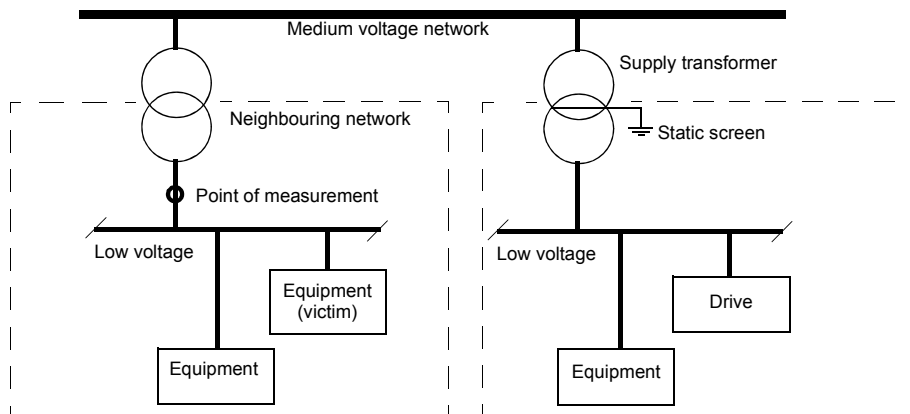 Medium voltage network
Supply transformer
Neighbouring network
Static screen
Point of measurement
Low voltage
Low voltage
Equipment
(victim)
Drive
Equipment
Equipment